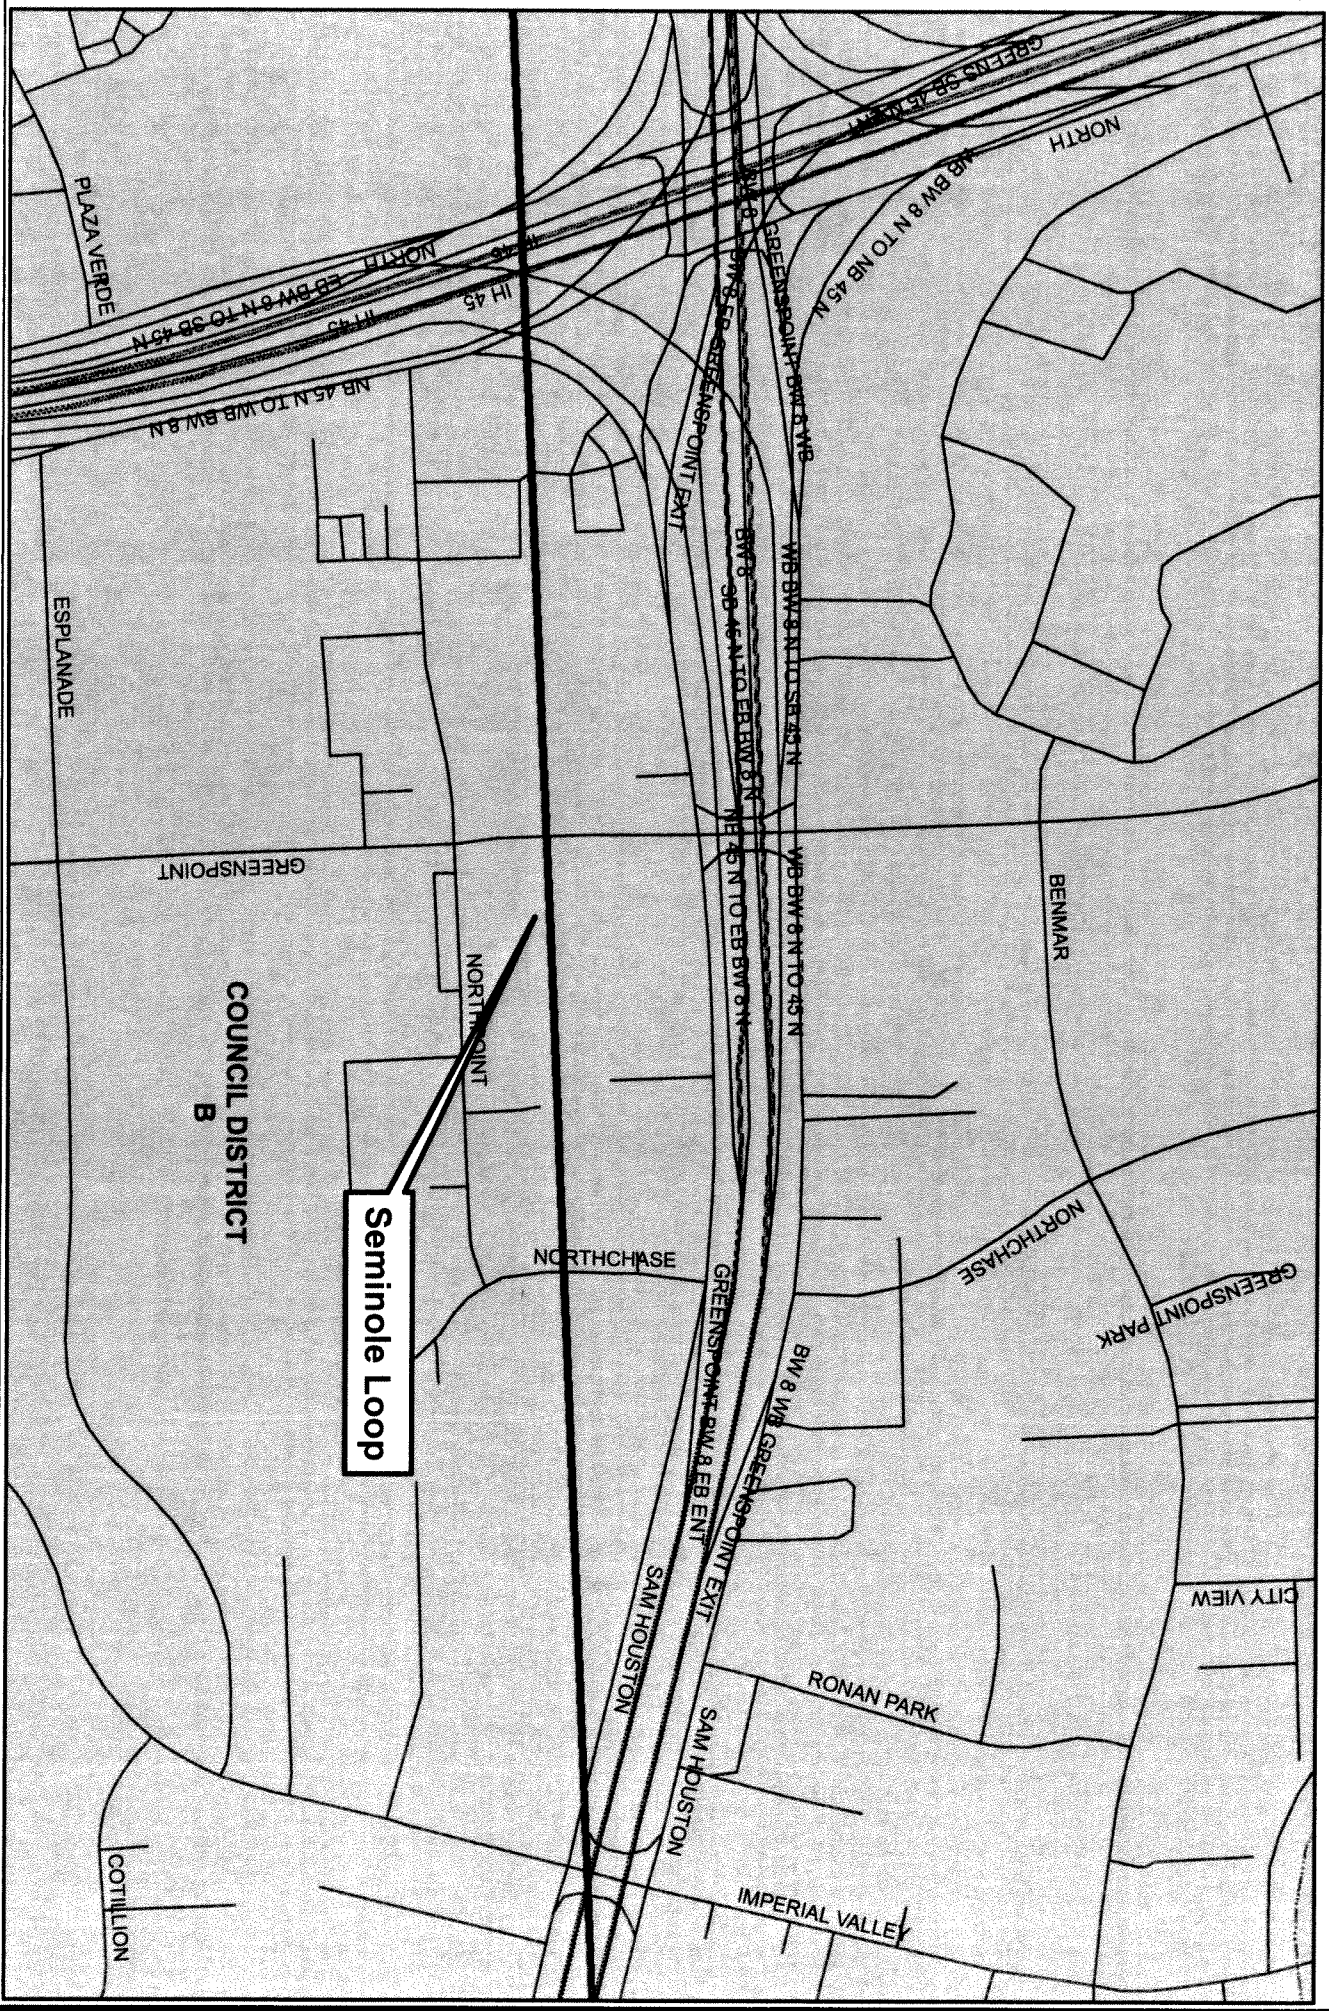 GREENS SB 45 N ENT
NORTH
WB BW 8 N TO NB 45 N
PLAZA VERDE
NORTH
EB BW 8 N TO SB 45 N
IH 45
IH 45
IH 45
NB 45 N TO WB BW 8 N
BW 8
GREENSPOINT BW 8 WB
BW 8 EB GREENSPOINT EXIT
BW 8
SB 45 N TO EB BW 8 N
WB BW 8 N TO SB 45 N
ESPLANADE
GREENSPOINT
NB 45 N TO EB BW 8 N
WB BW 8 N TO 45 N
BENMAR
NORTHPOINT
COUNCIL DISTRICT
B
Seminole Loop
NORTHCHASE
NORTHCHASE
GREENSPOINT PARK
GREENSPOINT BW 8 EB ENT
BW 8 WB GREENSPOINT EXIT
CITY VIEW
SAM HOUSTON
RONAN PARK
SAM HOUSTON
COTILLION
IMPERIAL VALLEY